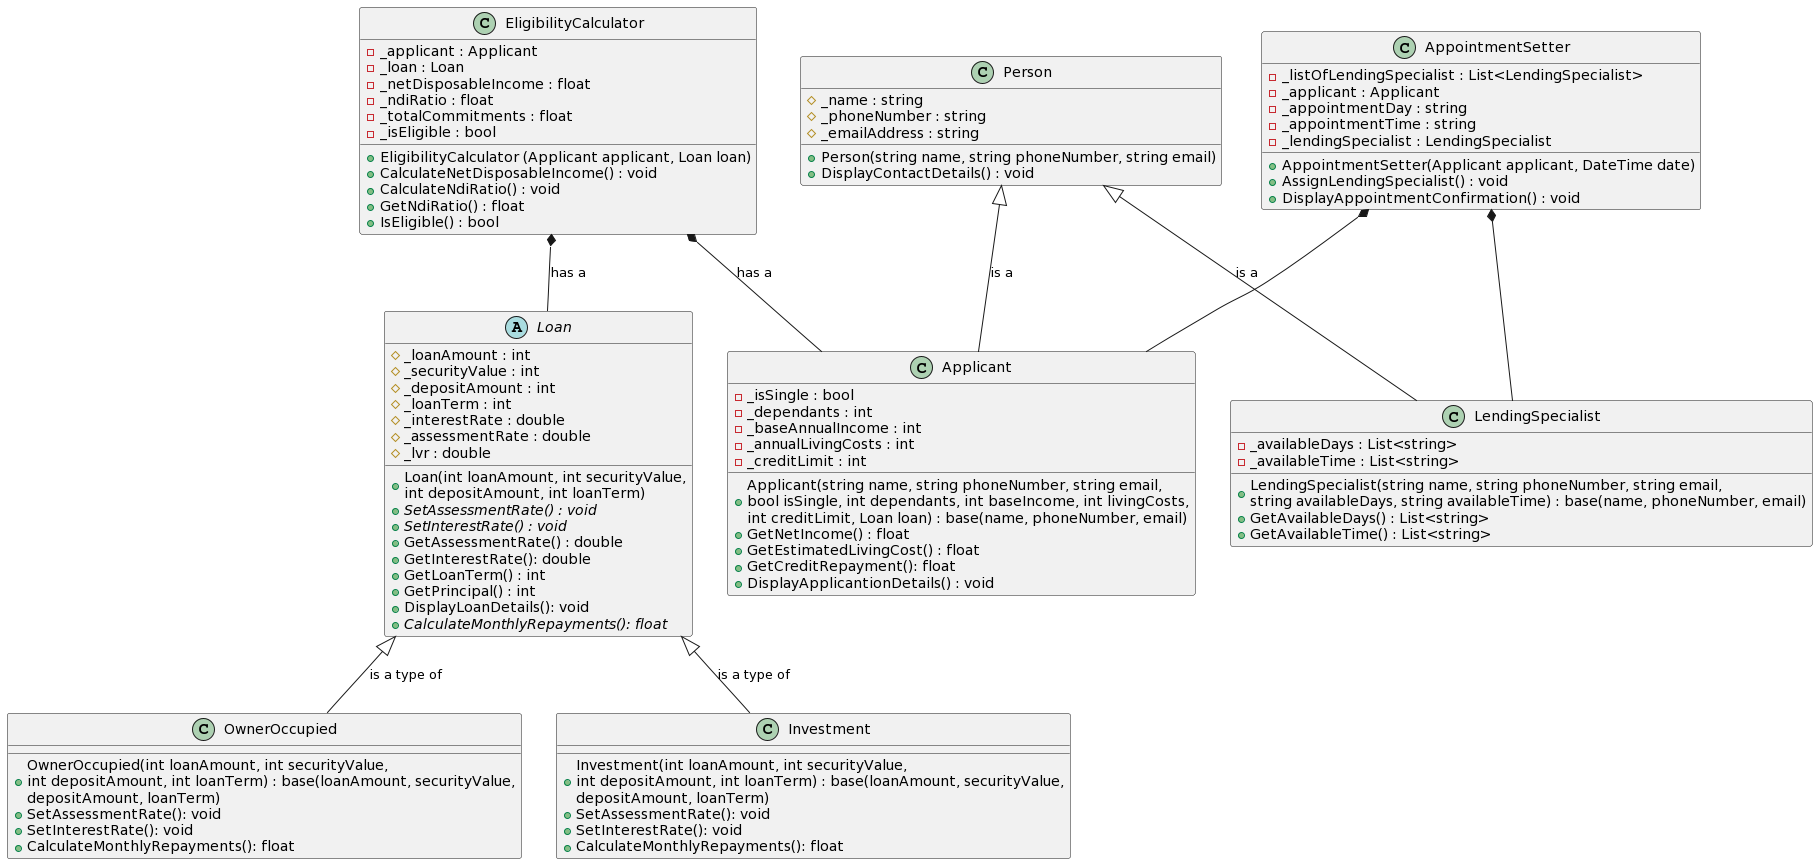 C EligibilityCalculator
_applicant : Applicant
_loan : Loan
_netDisposableIncome : float
_ndiRatio : float
_totalCommitments : float
_isEligible : bool
EligibilityCalculator (Applicant applicant, Loan loan)
CalculateNetDisposableIncome() : void
CalculateNdiRatio() : void
GetNdiRatio() : float
IsEligible() : bool
C Person
_name : string
_phoneNumber : string
_emailAddress : string
Person(string name, string phoneNumber, string email)
DisplayContactDetails() : void
C AppointmentSetter
_listOfLendingSpecialist : List<LendingSpecialist>
_applicant : Applicant
_appointmentDay : string
_appointmentTime : string
_lendingSpecialist : LendingSpecialist
AppointmentSetter(Applicant applicant, DateTime date)
AssignLendingSpecialist() : void
DisplayAppointmentConfirmation() : void
has a
has a
is a
is a
A Loan
_loanAmount : int
_securityValue : int
_depositAmount : int
_loanTerm : int
_interestRate : double
_assessmentRate : double
_lvr : double
Loan(int loanAmount, int securityValue,
int depositAmount, int loanTerm)
SetAssessmentRate() : void
SetInterestRate() : void
GetAssessmentRate() : double
GetInterestRate(): double
GetLoanTerm() : int
GetPrincipal() : int
DisplayLoanDetails(): void
CalculateMonthlyRepayments(): float
C Applicant
_isSingle : bool
_dependants : int
_baseAnnualIncome : int
_annualLivingCosts : int
_creditLimit : int
Applicant(string name, string phoneNumber, string email,
bool isSingle, int dependants, int baseIncome, int livingCosts,
int creditLimit, Loan loan) : base(name, phoneNumber, email)
GetNetIncome() : float
GetEstimatedLivingCost() : float
GetCreditRepayment(): float
DisplayApplicantionDetails() : void
C LendingSpecialist
_availableDays : List<string>
_availableTime : List<string>
LendingSpecialist(string name, string phoneNumber, string email,
string availableDays, string availableTime) : base(name, phoneNumber, email)
GetAvailableDays() : List<string>
GetAvailableTime() : List<string>
is a type of
is a type of
C OwnerOccupied
OwnerOccupied(int loanAmount, int securityValue,
int depositAmount, int loanTerm) : base(loanAmount, securityValue,
depositAmount, loanTerm)
SetAssessmentRate(): void
SetInterestRate(): void
CalculateMonthlyRepayments(): float
C Investment
Investment(int loanAmount, int securityValue,
int depositAmount, int loanTerm) : base(loanAmount, securityValue,
depositAmount, loanTerm)
SetAssessmentRate(): void
SetInterestRate(): void
CalculateMonthlyRepayments(): float